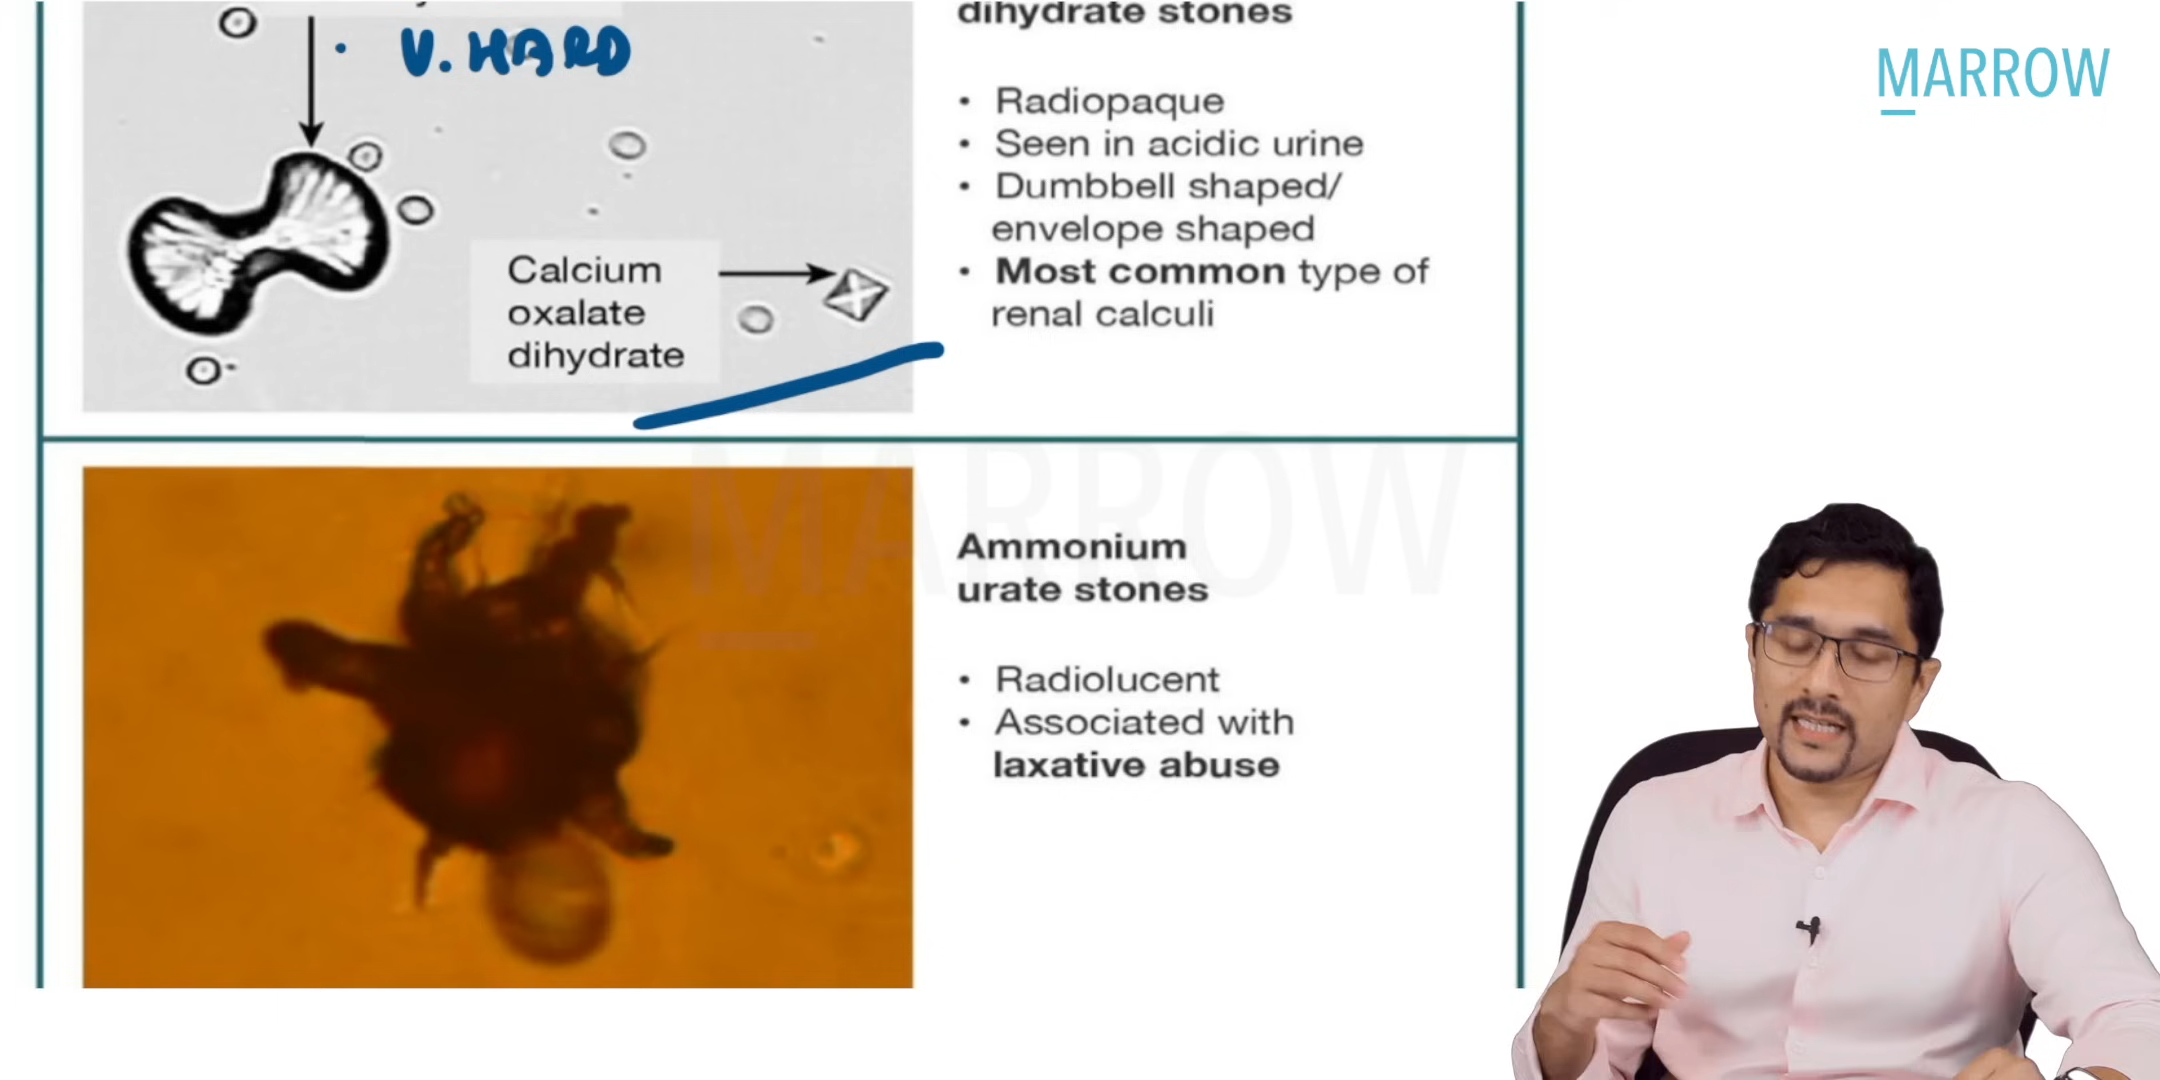 dihydrate stones
• V. HARD
MARROW
• Radiopaque
• Seen in acidic urine
• Dumbbell shaped/
envelope shaped
• Most common type of
renal calculi
Calcium
oxalate
dihydrate
MARROW
Ammonium
urate stones
• Radiolucent
• Associated with
laxative abuse